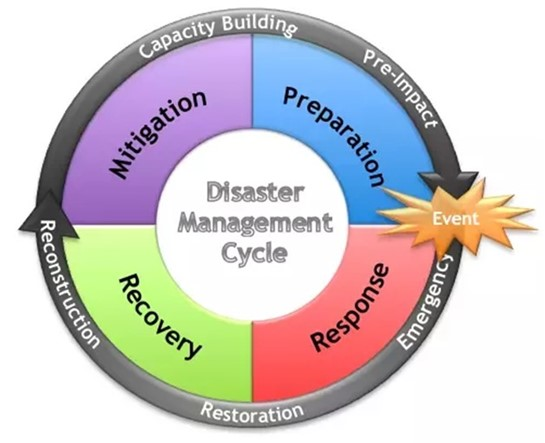 Capacity Building
Pre-Impact
Mitigation
Preparation
Disaster
Management
Cycle
Event
Reconstruction
Recovery
Response
Emergency
Restoration